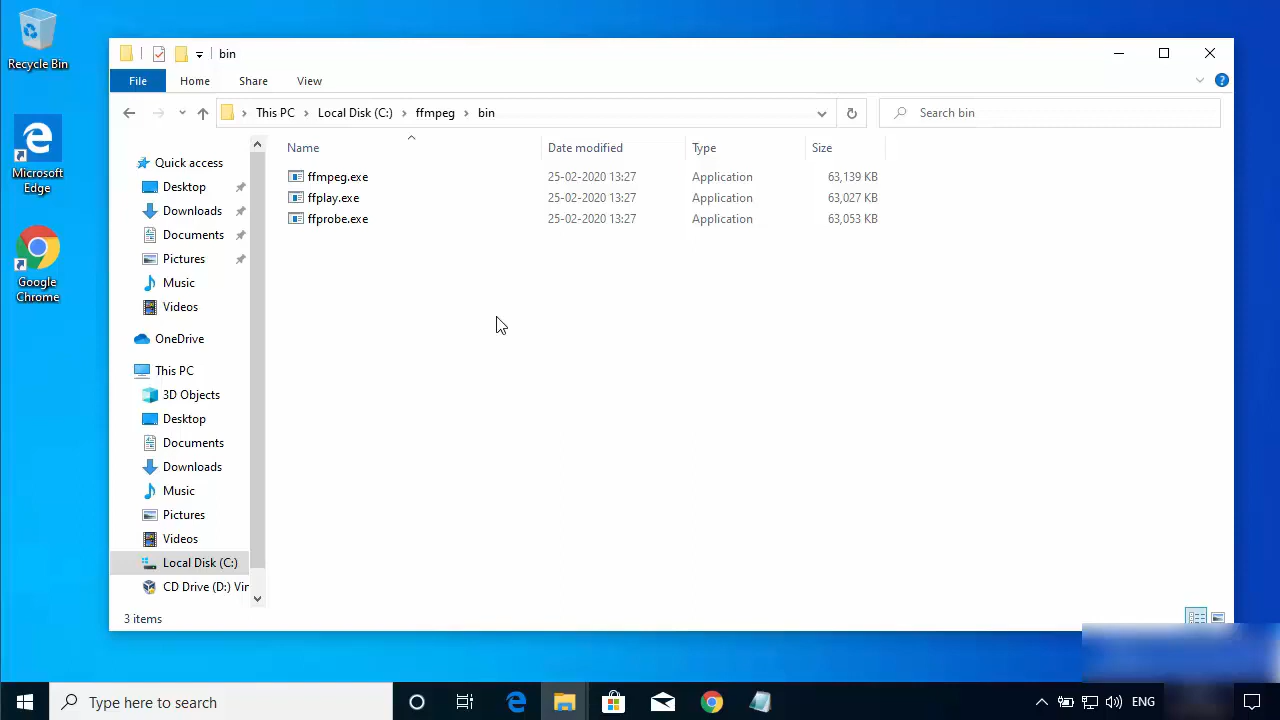 Recycle Bin
Microsoft
Edge
Google
Chrome
bin
File
Home
Share
View
This PC
Local Disk (C:)
ffmpeg
bin
Search bin
Name
Date modified
Type
Size
ffmpeg.exe 25-02-2020 13:27 Application 63,139 KB
ffplay.exe 25-02-2020 13:27 Application 63,027 KB
ffprobe.exe 25-02-2020 13:27 Application 63,053 KB
Quick access
Desktop
Downloads
Documents
Pictures
Music
Videos
OneDrive
This PC
3D Objects
Desktop
Documents
Downloads
Music
Pictures
Videos
Local Disk (C:)
CD Drive (D:) Vir
3 items
Type here to search
ENG